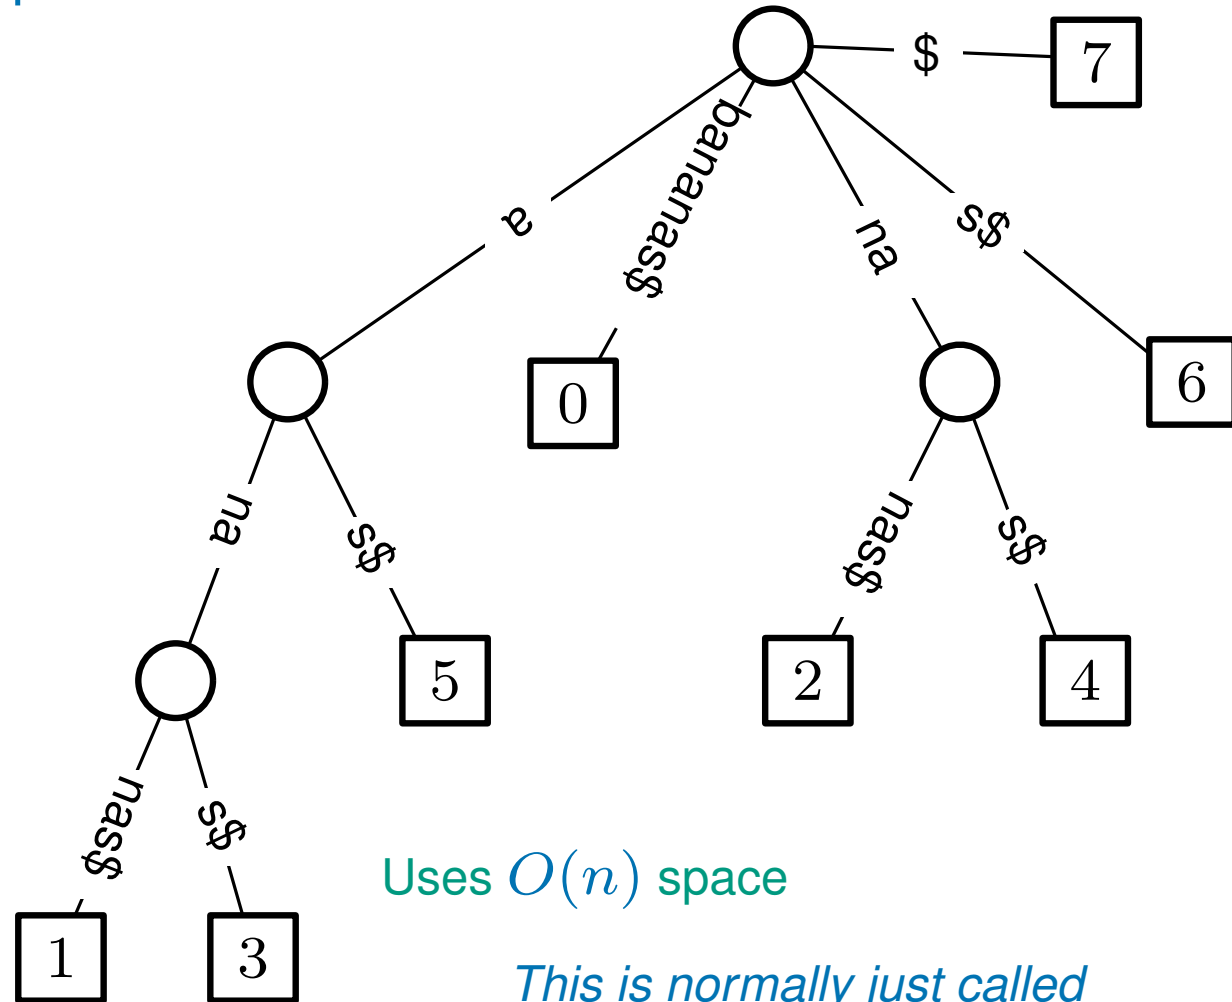 $ 7
a bananas$ na s$
0 6
na s$ nas$ s$
5 2 4
nas$ s$
Uses O(n) space
1 3
This is normally just called